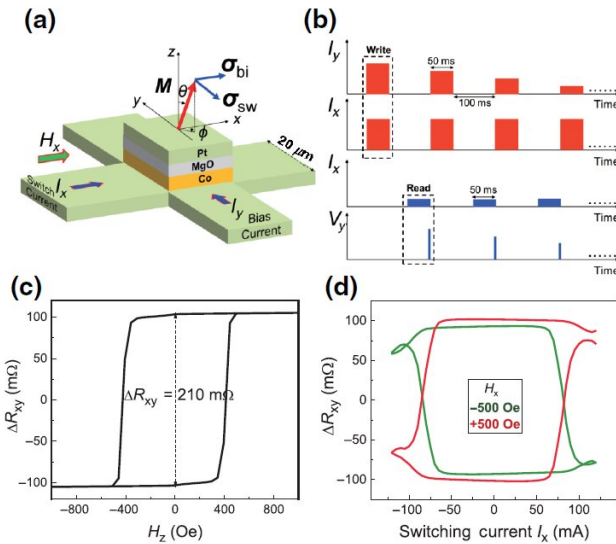 (a)
z
M
σbi
θ
y
σsw
x
ϕ
Hx
Pt
MgO
Co
20 μm
Switch
Current
Ix
Iy
Bias
Current
(b)
Iy
Write
50 ms
100 ms
Time
Ix
Time
Ix
Read
50 ms
Time
Vy
Time
(c)
ΔRxy (mΩ)
100
50
0
−50
−100
ΔRxy = 210 mΩ
−800
−400
0
400
800
Hz (Oe)
(d)
ΔRxy (mΩ)
100
50
0
−50
−100
Hx
−500 Oe
+500 Oe
−100
−50
0
50
100
Switching current Ix (mA)